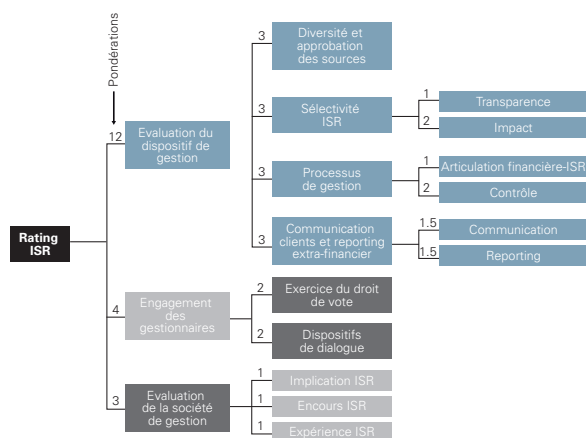 Pondérations
Rating
ISR
12
Evaluation du
dispositif de
gestion
3
Diversité et
approbation
des sources
3
Sélectivité
ISR
1
Transparence
2
Impact
3
Processus
de gestion
1
Articulation financière-ISR
2
Contrôle
3
Communication
clients et reporting
extra-financier
1.5
Communication
1.5
Reporting
4
Engagement
des
gestionnaires
2
Exercice du droit
de vote
2
Dispositifs
de dialogue
3
Evaluation
de la société
de gestion
1
Implication ISR
1
Encours ISR
1
Expérience ISR